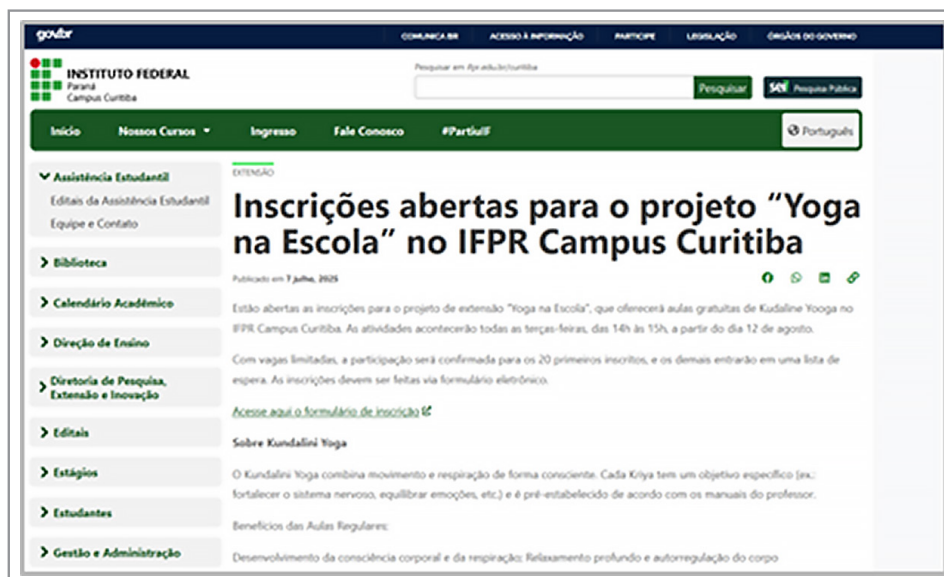 govbr
COMUNICA BR ACESSO À INFORMAÇÃO PARTICIPE LEGISLAÇÃO ÓRGÃOS DO GOVERNO
INSTITUTO FEDERAL
Paraná
Campus Curitiba
Pesquisar em ifpr.edu.br/curitiba
Pesquisar
sei! Pesquisa Pública
Início Nossos Cursos Ingresso Fale Conosco #PartiuIF
Português
Assistência Estudantil
Editais da Assistência Estudantil
Equipe e Contato
Biblioteca
Calendário Acadêmico
Direção de Ensino
Diretoria de Pesquisa,
Extensão e Inovação
Editais
Estágios
Estudantes
Gestão e Administração
EXTENSÃO
Inscrições abertas para o projeto “Yoga
na Escola” no IFPR Campus Curitiba
Publicado em 7 julho, 2025
Estão abertas as inscrições para o projeto de extensão “Yoga na Escola”, que oferecerá aulas gratuitas de Kudaline Yooga no
IFPR Campus Curitiba. As atividades acontecerão todas as terças-feiras, das 14h às 15h, a partir do dia 12 de agosto.
Com vagas limitadas, a participação será confirmada para os 20 primeiros inscritos, e os demais entrarão em uma lista de
espera. As inscrições devem ser feitas via formulário eletrônico.
Acesse aqui o formulário de inscrição
Sobre Kundalini Yoga
O Kundalini Yoga combina movimento e respiração de forma consciente. Cada Kriya tem um objetivo específico (ex.:
fortalecer o sistema nervoso, equilibrar emoções, etc.) e é pré-estabelecido de acordo com os manuais do professor.
Benefícios das Aulas Regulares:
Desenvolvimento da consciência corporal e da respiração; Relaxamento profundo e autorregulação do corpo